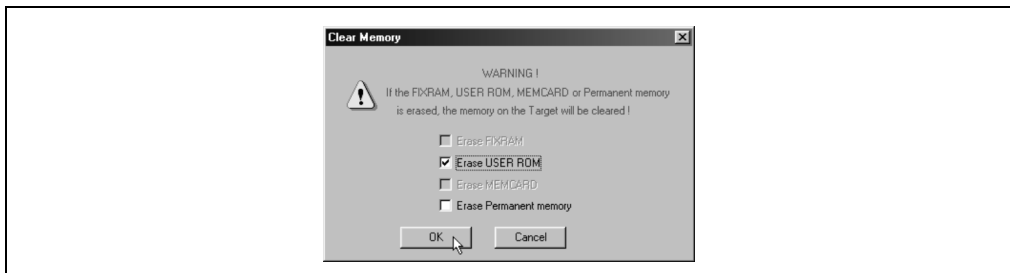 Clear Memory
WARNING !
If the FIXRAM, USER ROM, MEMCARD or Permanent memory
is erased, the memory on the Target will be cleared !
Erase FIXRAM
Erase USER ROM
Erase MEMCARD
Erase Permanent memory
OK
Cancel